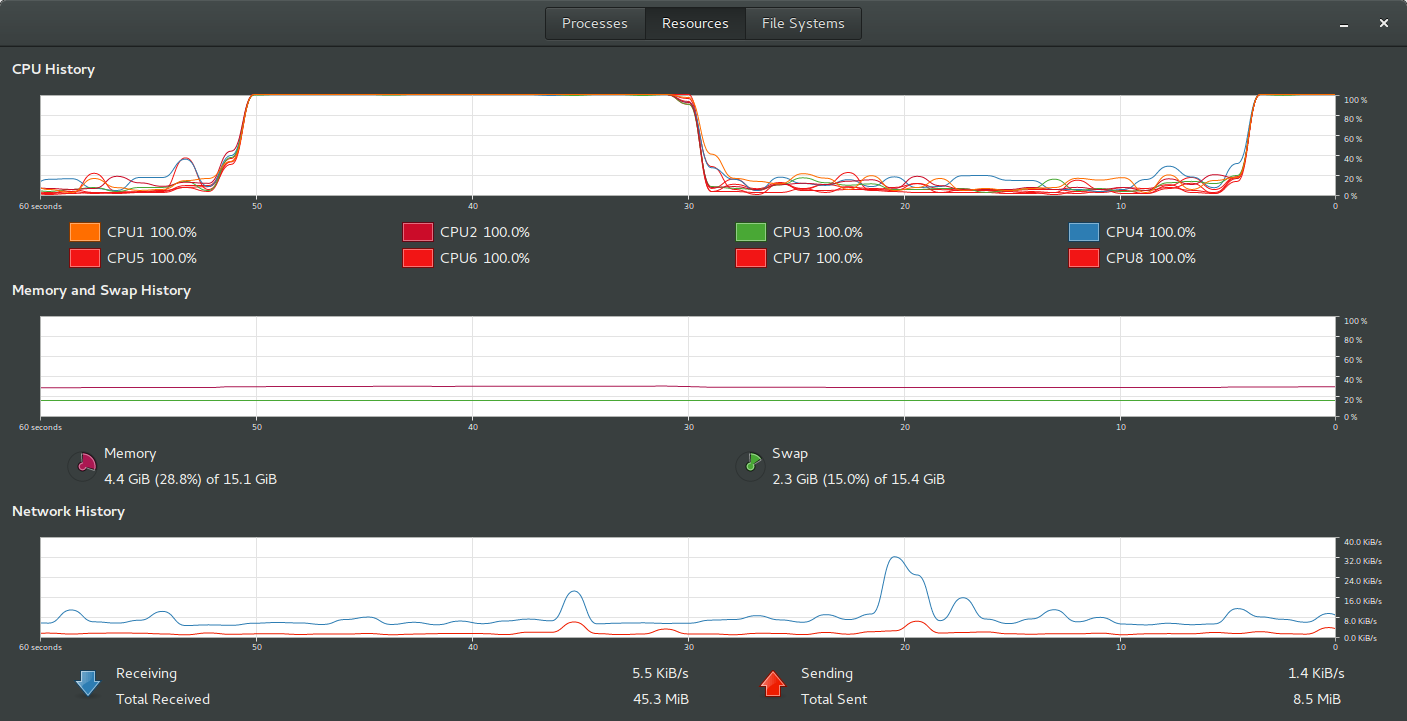 Processes Resources File Systems
CPU History
100 %
80 %
60 %
40 %
20 %
0 %
60 seconds 50 40 30 20 10 0
CPU1 100.0% CPU2 100.0% CPU3 100.0% CPU4 100.0%
CPU5 100.0% CPU6 100.0% CPU7 100.0% CPU8 100.0%
Memory and Swap History
100 %
80 %
60 %
40 %
20 %
0 %
60 seconds 50 40 30 20 10 0
Memory Swap
4.4 GiB (28.8%) of 15.1 GiB 2.3 GiB (15.0%) of 15.4 GiB
Network History
40.0 KiB/s
32.0 KiB/s
24.0 KiB/s
16.0 KiB/s
8.0 KiB/s
0.0 KiB/s
60 seconds 50 40 30 20 10 0
Receiving 5.5 KiB/s Sending 1.4 KiB/s
Total Received 45.3 MiB Total Sent 8.5 MiB